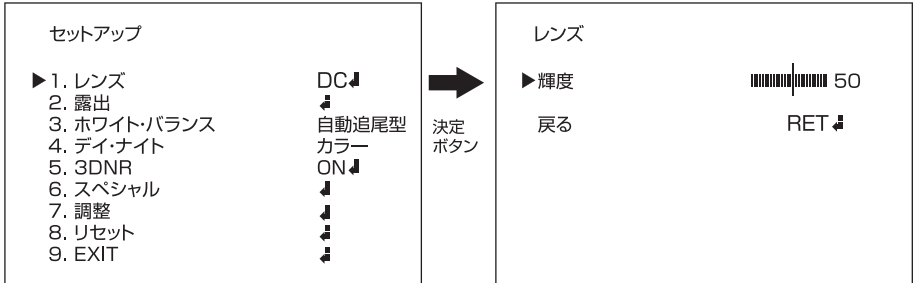 セットアップ
▶1. レンズ DC↲
2. 露出 ↲
3. ホワイト・バランス 自動追尾型
4. デイ・ナイト カラー
5. 3DNR ON↲
6. スペシャル ↲
7. 調整 ↲
8. リセット ↲
9. EXIT ↲
決定
ボタン
レンズ
▶輝度 50
戻る RET↲